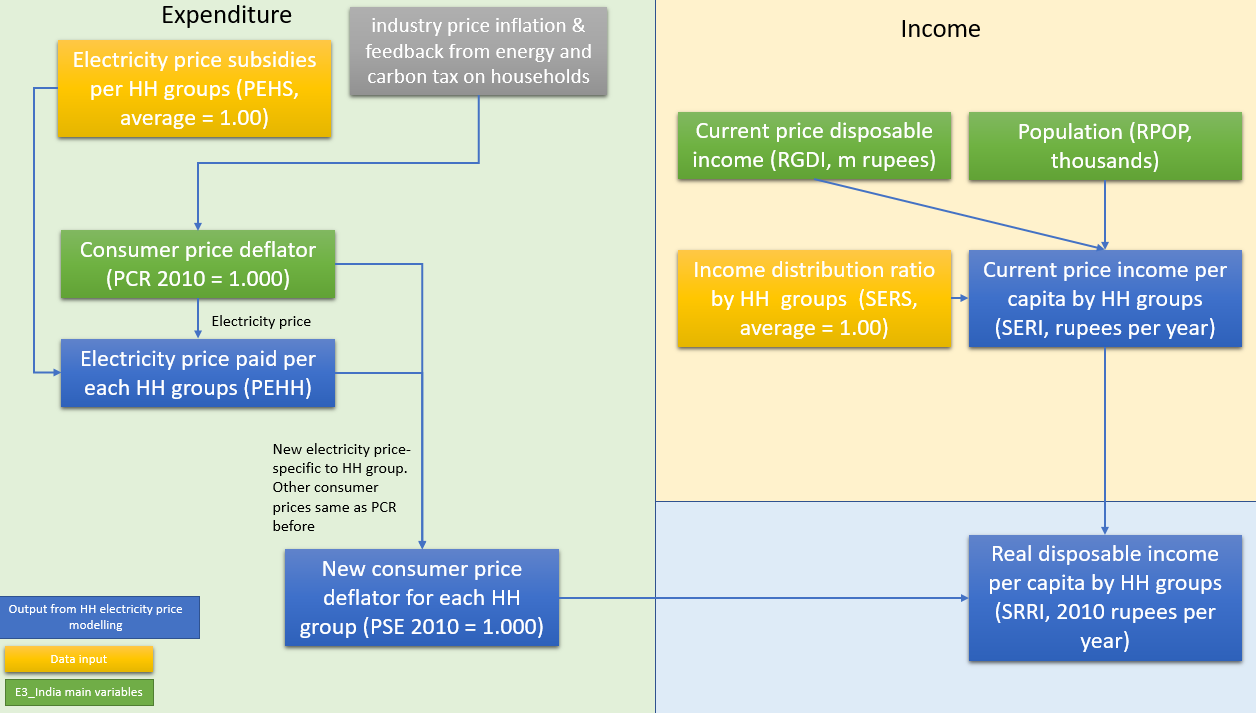 Expenditure
industry price inflation &
feedback from energy and
carbon tax on households
Electricity price subsidies
per HH groups (PEHS,
average = 1.00)
Consumer price deflator
(PCR 2010 = 1.000)
Electricity price
Electricity price paid per
each HH groups (PEHH)
New electricity price-
specific to HH group.
Other consumer
prices same as PCR
before
New consumer price
deflator for each HH
group (PSE 2010 = 1.000)
Output from HH electricity price
modelling
Data input
E3_India main variables
Income
Current price disposable
income (RGDI, m rupees)
Population (RPOP,
thousands)
Income distribution ratio
by HH  groups  (SERS,
average = 1.00)
Current price income per
capita by HH groups
(SERI, rupees per year)
Real disposable income
per capita by HH groups
(SRRI, 2010 rupees per
year)